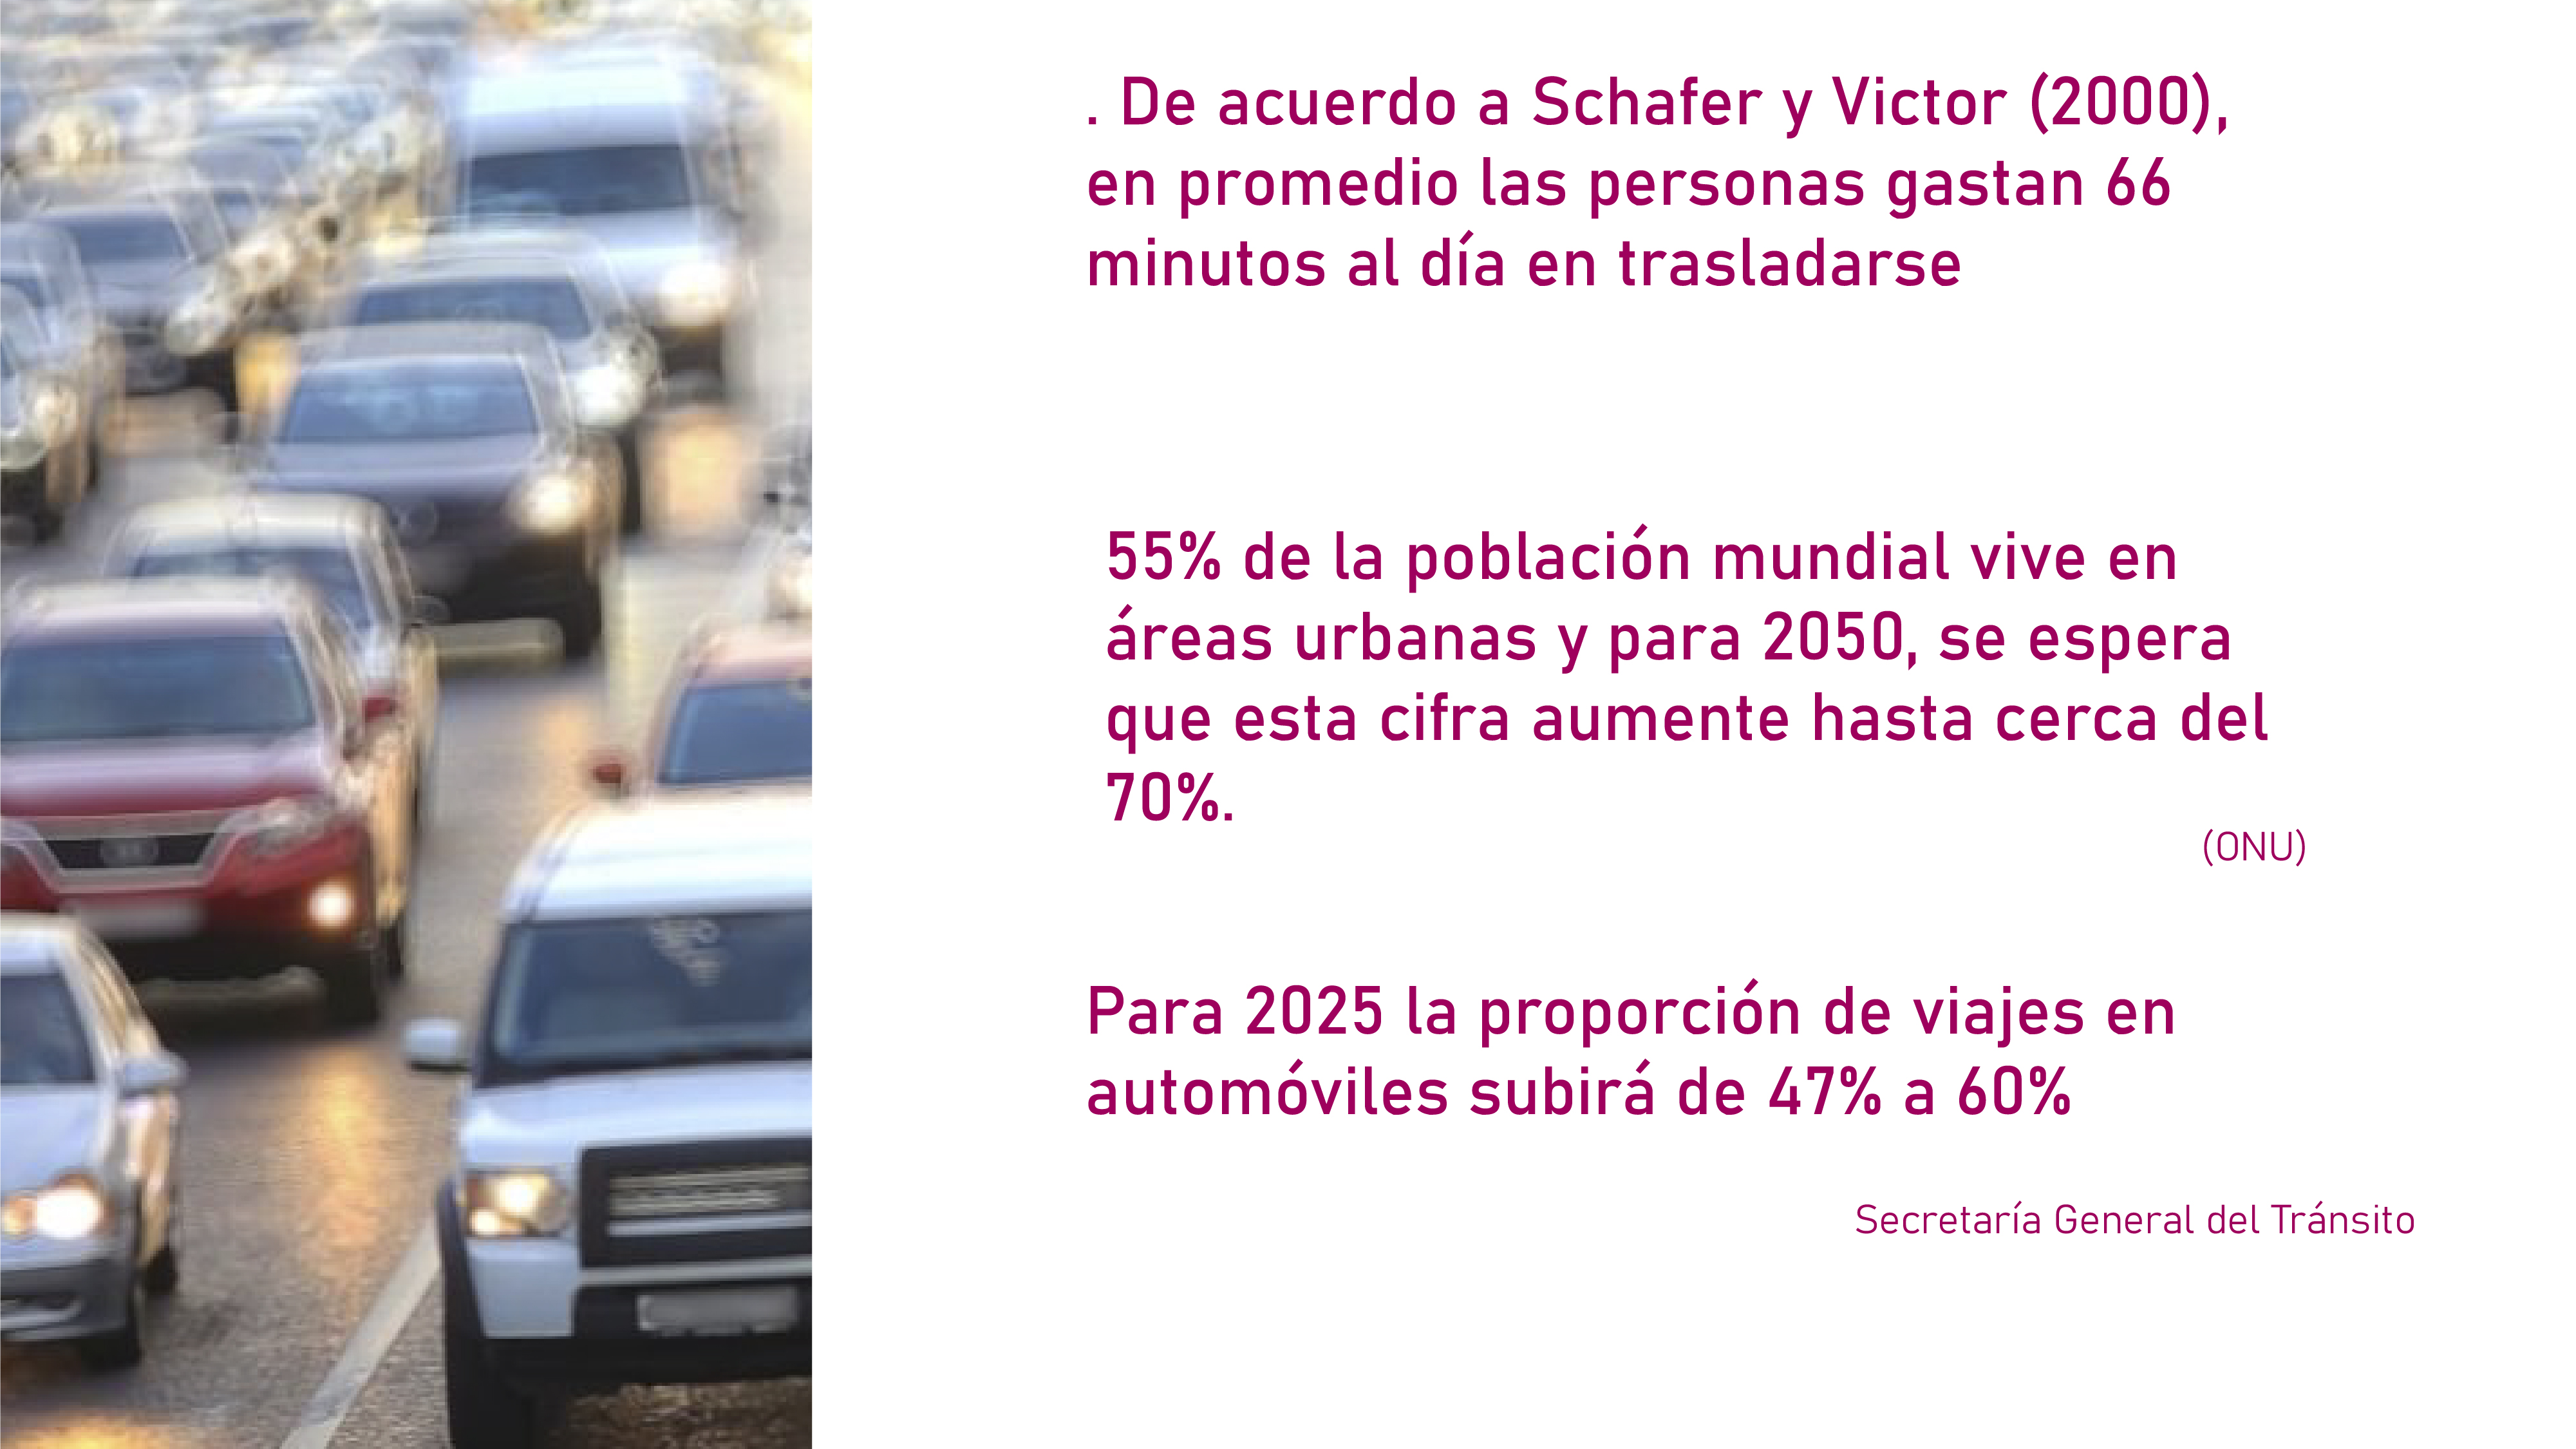 . De acuerdo a Schafer y Victor (2000),
en promedio las personas gastan 66
minutos al día en trasladarse
55% de la población mundial vive en
áreas urbanas y para 2050, se espera
que esta cifra aumente hasta cerca del
70%.
(ONU)
Para 2025 la proporción de viajes en
automóviles subirá de 47% a 60%
Secretaría General del Tránsito